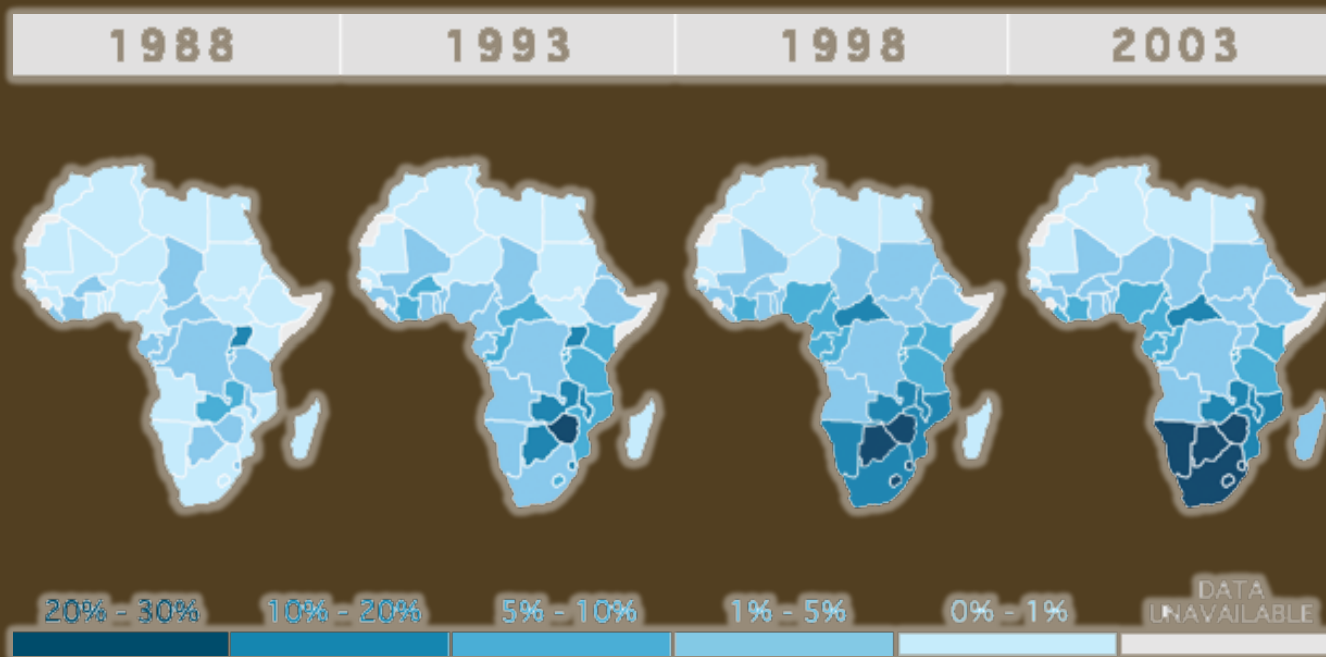 1988 1993 1998 2003
20% - 30% 10% - 20% 5% - 10% 1% - 5% 0% - 1% DATA
UNAVAILABLE